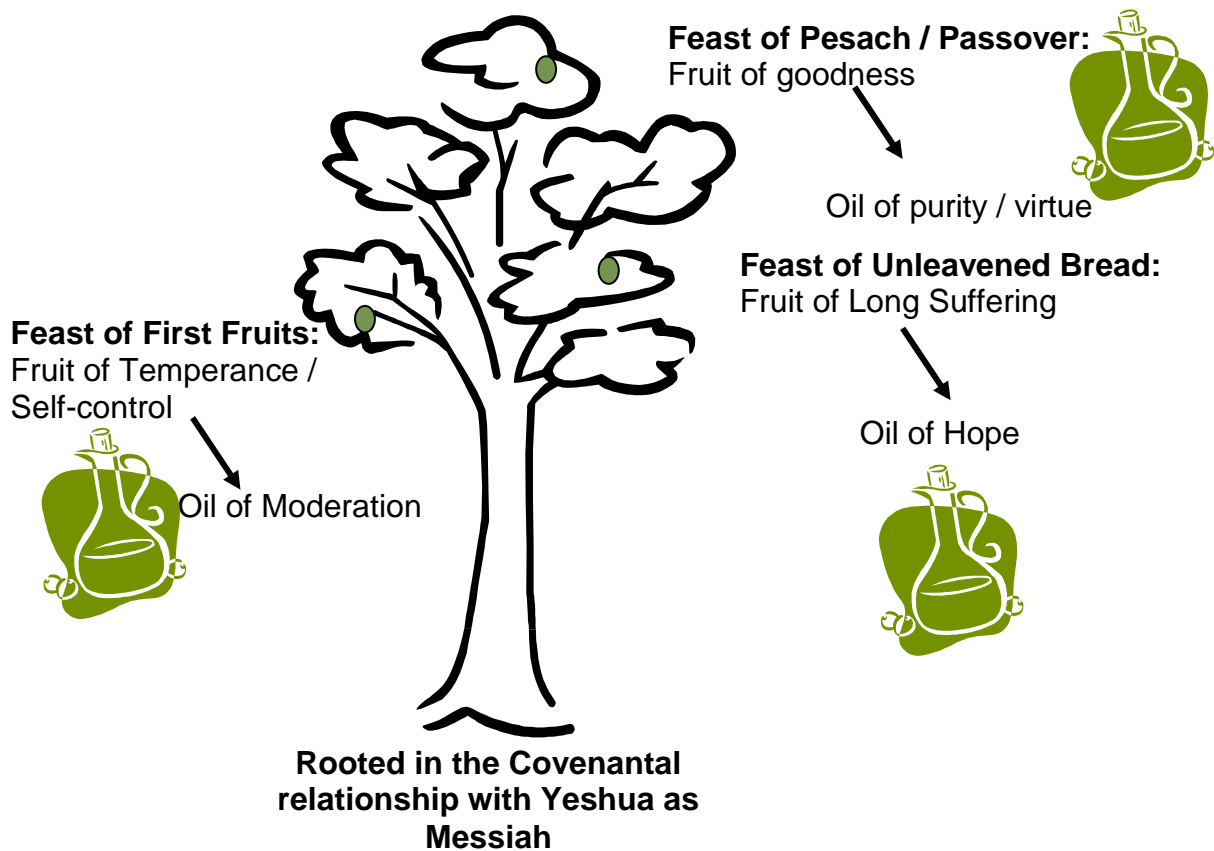 Feast of Pesach / Passover:
Fruit of goodness
Oil of purity / virtue
Feast of Unleavened Bread:
Fruit of Long Suffering
Oil of Hope
Feast of First Fruits:
Fruit of Temperance /
Self-control
Oil of Moderation
Rooted in the Covenantal
relationship with Yeshua as
Messiah